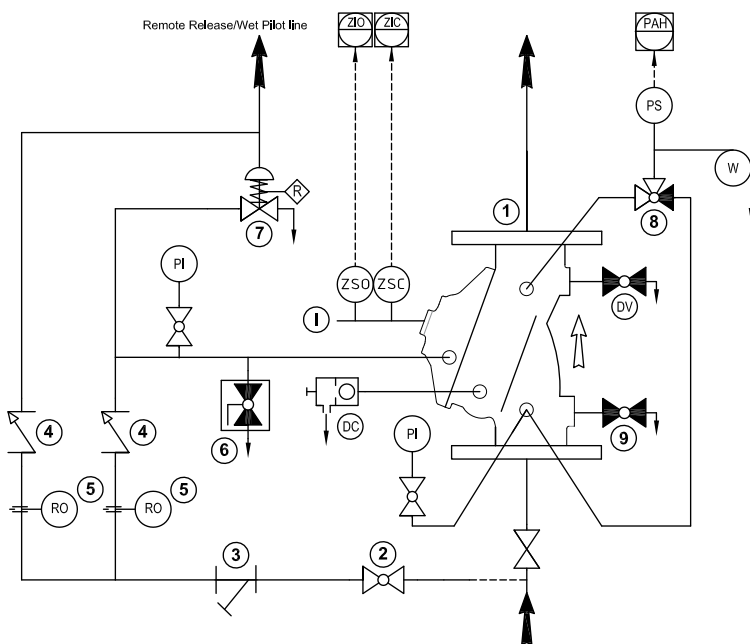 ZIO
ZIC
PAH
Remote Release/Wet Pilot line
PS
W
R
1
8
7
PI
ZSO
ZSC
I
DV
4
4
6
DC
PI
9
5
5
RO
RO
3
2